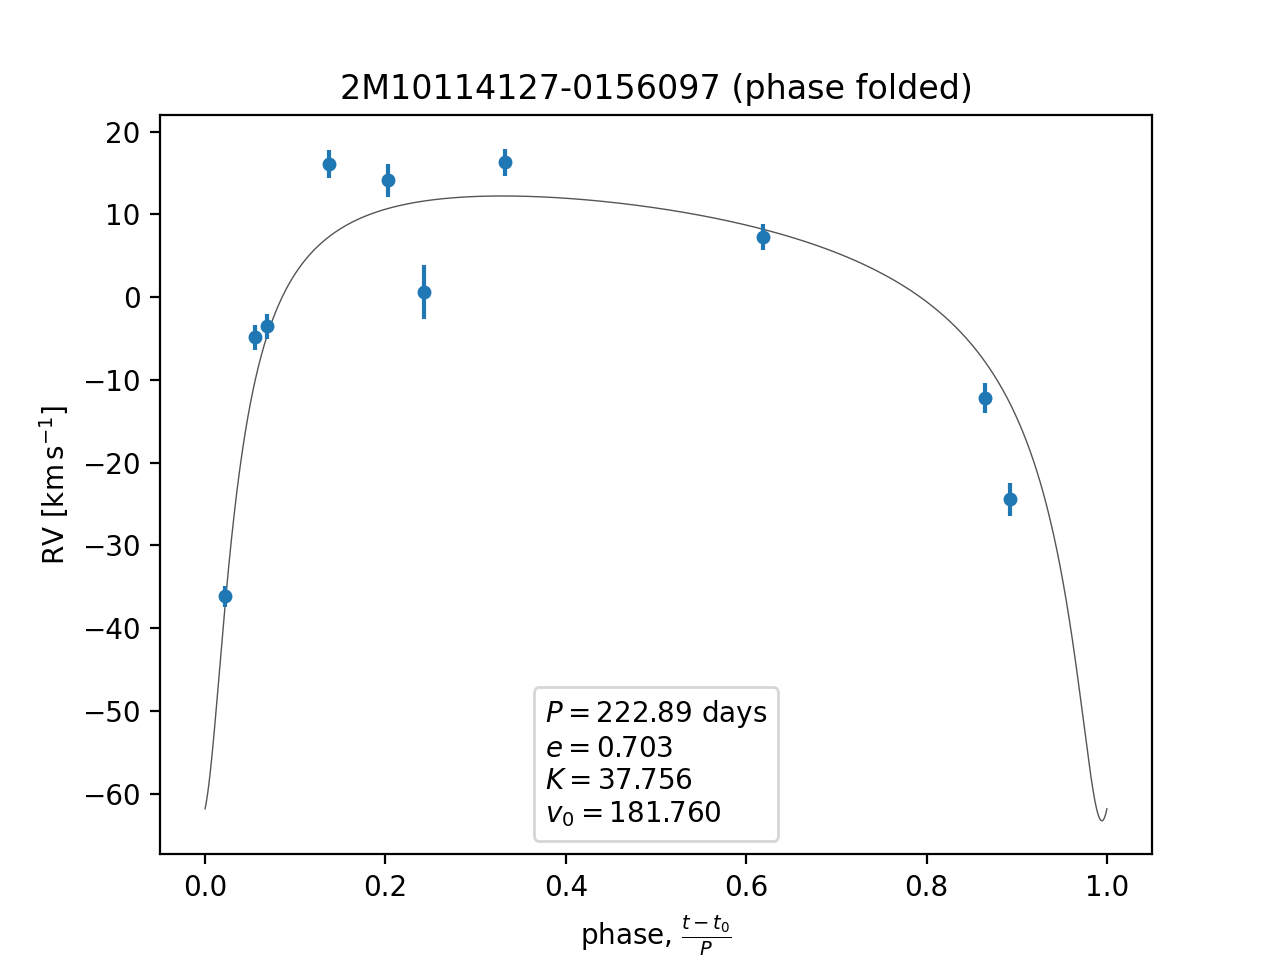 2M10114127-0156097 (phase folded)
20
10
0
−10
−20
−30
−40
−50
−60
RV [km s⁻¹]
P = 222.89 days
e = 0.703
K = 37.756
v₀ = 181.760
0.0 0.2 0.4 0.6 0.8 1.0
phase, (t − t₀)/P